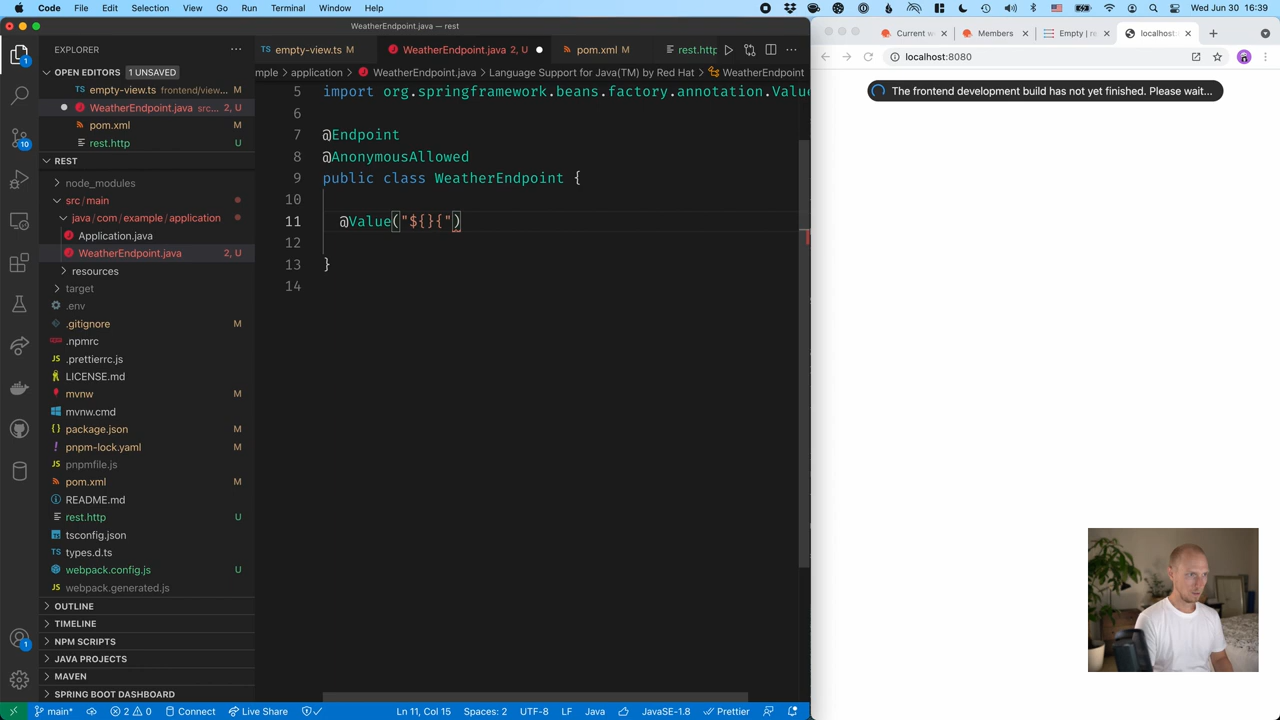 Code File Edit Selection View Go Run Terminal Window Help Wed Jun 30 16:39
WeatherEndpoint.java — rest
EXPLORER
OPEN EDITORS 1 UNSAVED
empty-view.ts frontend/view... M
WeatherEndpoint.java src... 2, U
pom.xml M
rest.http U
REST
node_modules
src/main
java/com/example/application
Application.java
WeatherEndpoint.java 2, U
resources
target
.env
.gitignore M
.npmrc
.prettierrc.js
LICENSE.md
mvnw M
mvnw.cmd
package.json M
pnpm-lock.yaml M
pnpmfile.js
pom.xml M
README.md
rest.http U
tsconfig.json
types.d.ts
webpack.config.js U
webpack.generated.js
OUTLINE
TIMELINE
NPM SCRIPTS
JAVA PROJECTS
MAVEN
SPRING BOOT DASHBOARD
1
10
1
empty-view.ts M WeatherEndpoint.java 2, U pom.xml M rest.http
mple > application > WeatherEndpoint.java > Language Support for Java(TM) by Red Hat > WeatherEndpoint
5 import org.springframework.beans.factory.annotation.Value
6
7 @Endpoint
8 @AnonymousAllowed
9 public class WeatherEndpoint {
10
11 @Value("${}{")
12
13 }
14
main* 2 0 Connect Live Share Ln 11, Col 15 Spaces: 2 UTF-8 LF Java JavaSE-1.8 Prettier
Current w Members Empty | r localhost:
localhost:8080
The frontend development build has not yet finished. Please wait...